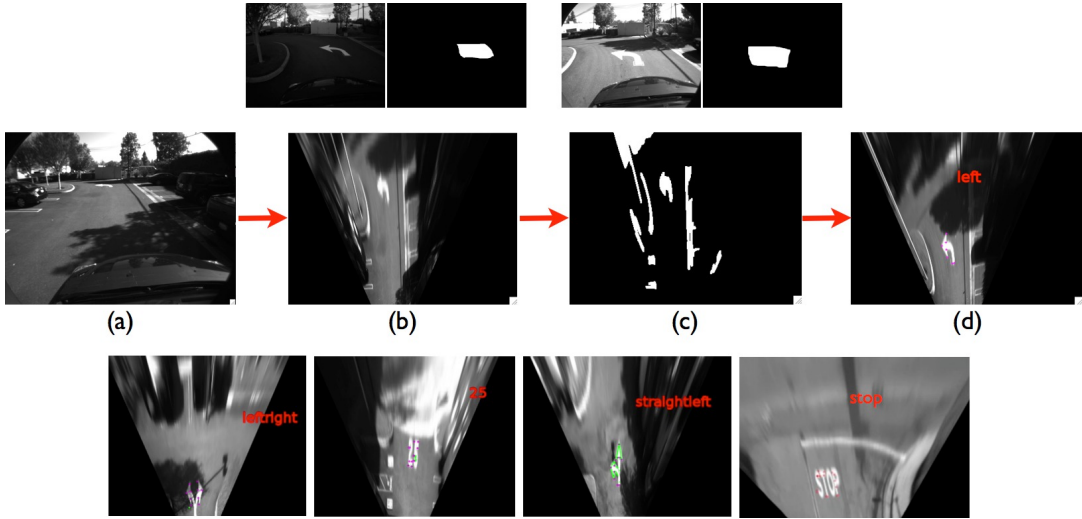 (a)
(b)
(c)
(d)
left
leftright
25
straightleft
stop
STOP